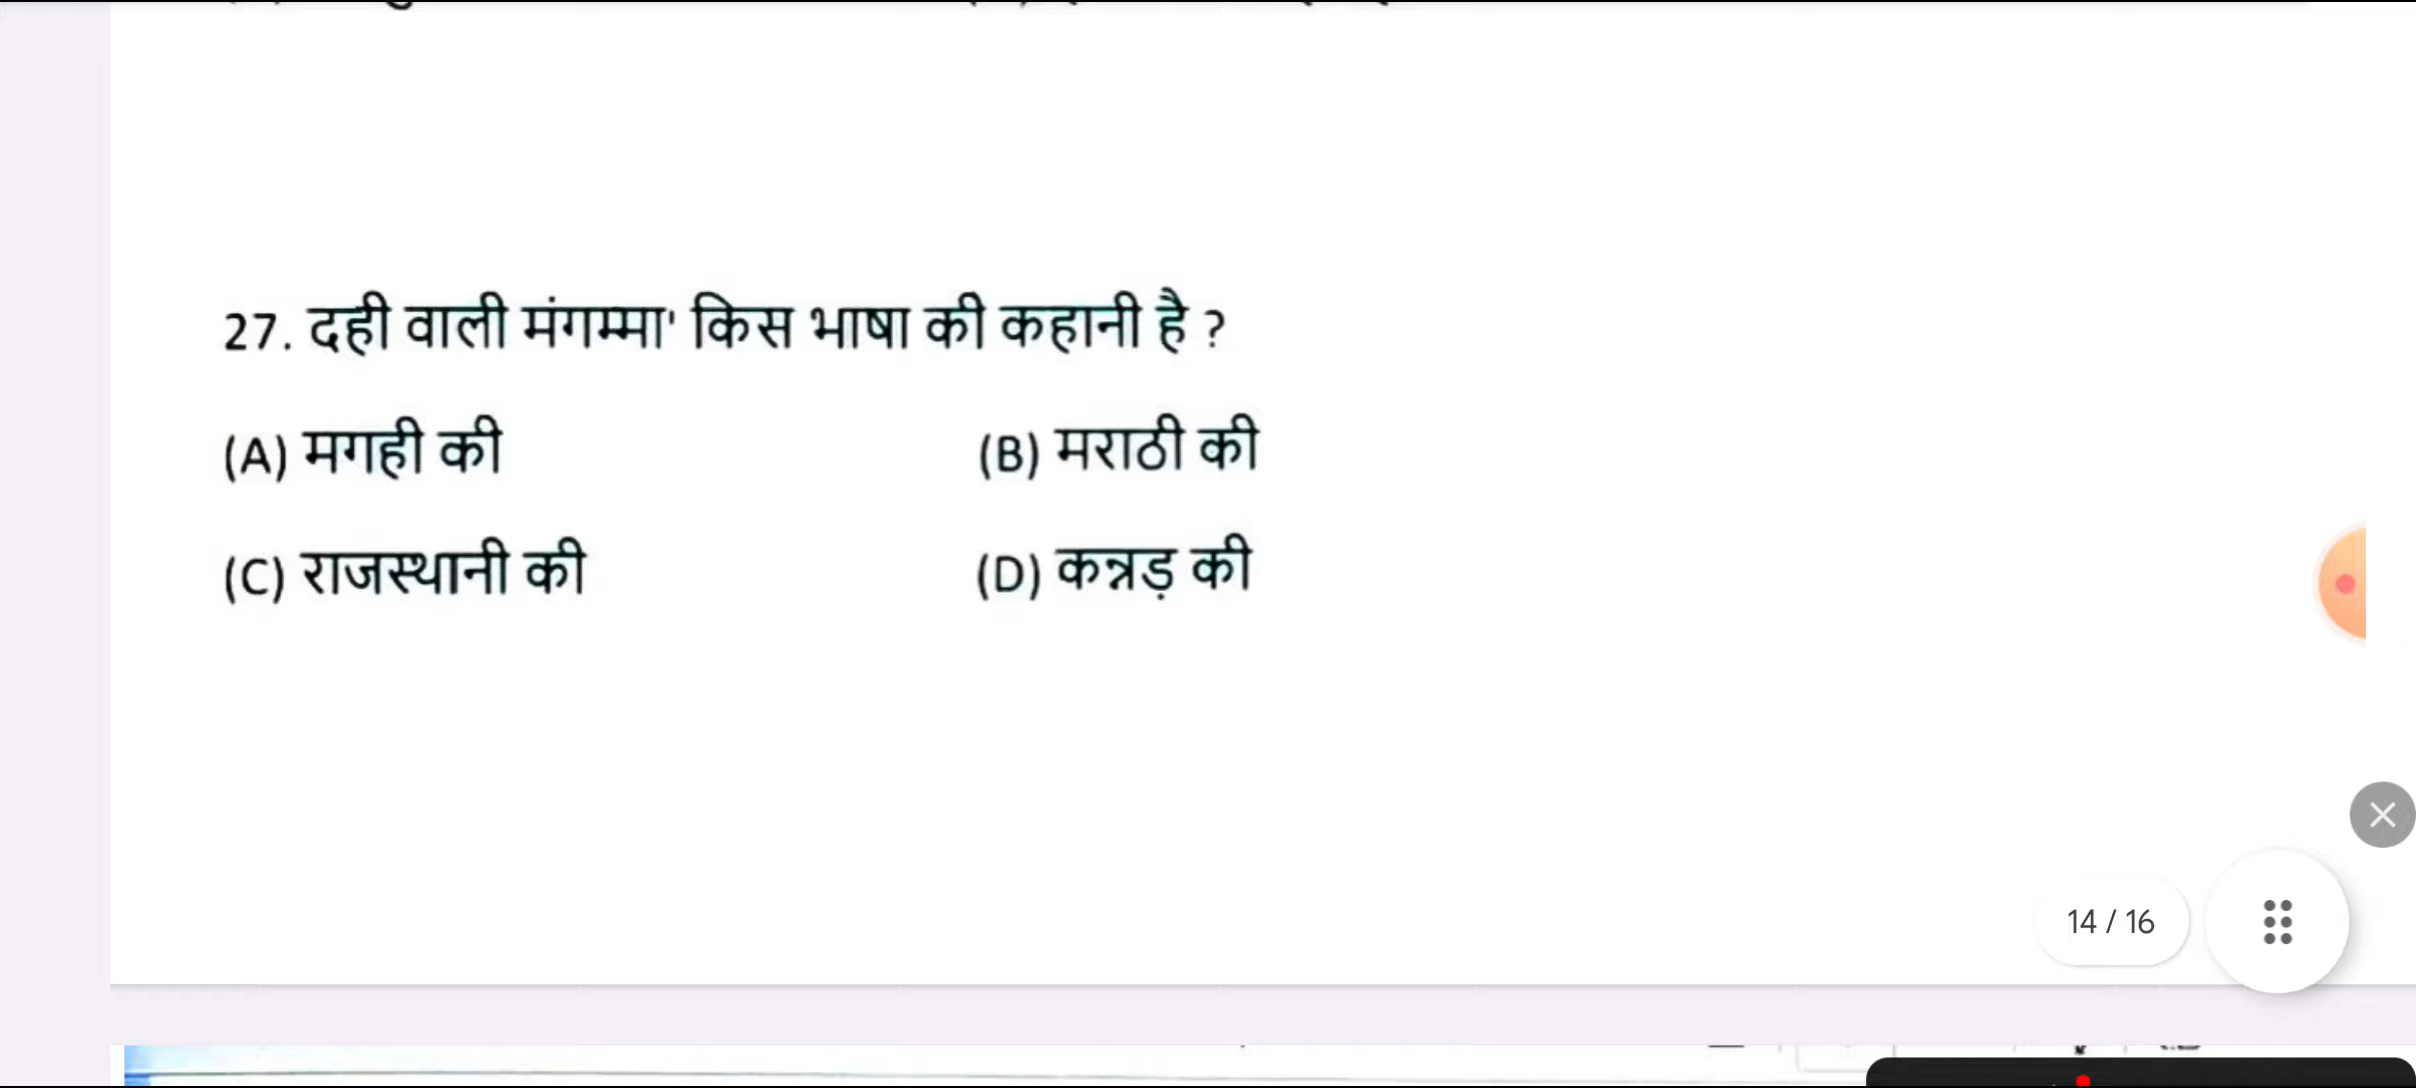 27. दही वाली मंगम्मा' किस भाषा की कहानी है ?
(A) मगही की
(B) मराठी की
(C) राजस्थानी की
(D) कन्नड़ की
14 / 16